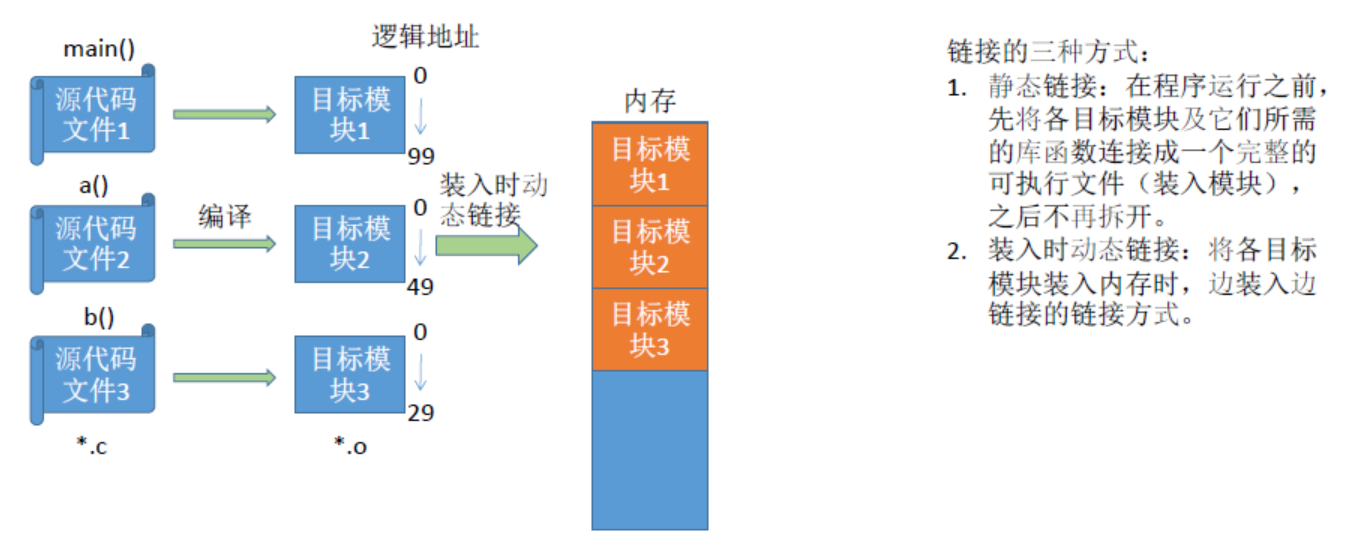 逻辑地址
main()
源代码
文件1
目标模
块1
0
99
a()
源代码
文件2
编译
目标模
块2
0
49
装入时动
态链接
b()
源代码
文件3
目标模
块3
0
29
*.c
*.o
内存
目标模
块1
目标模
块2
目标模
块3
链接的三种方式：
1. 静态链接：在程序运行之前，
先将各目标模块及它们所需
的库函数连接成一个完整的
可执行文件（装入模块），
之后不再拆开。
2. 装入时动态链接：将各目标
模块装入内存时，边装入边
链接的链接方式。